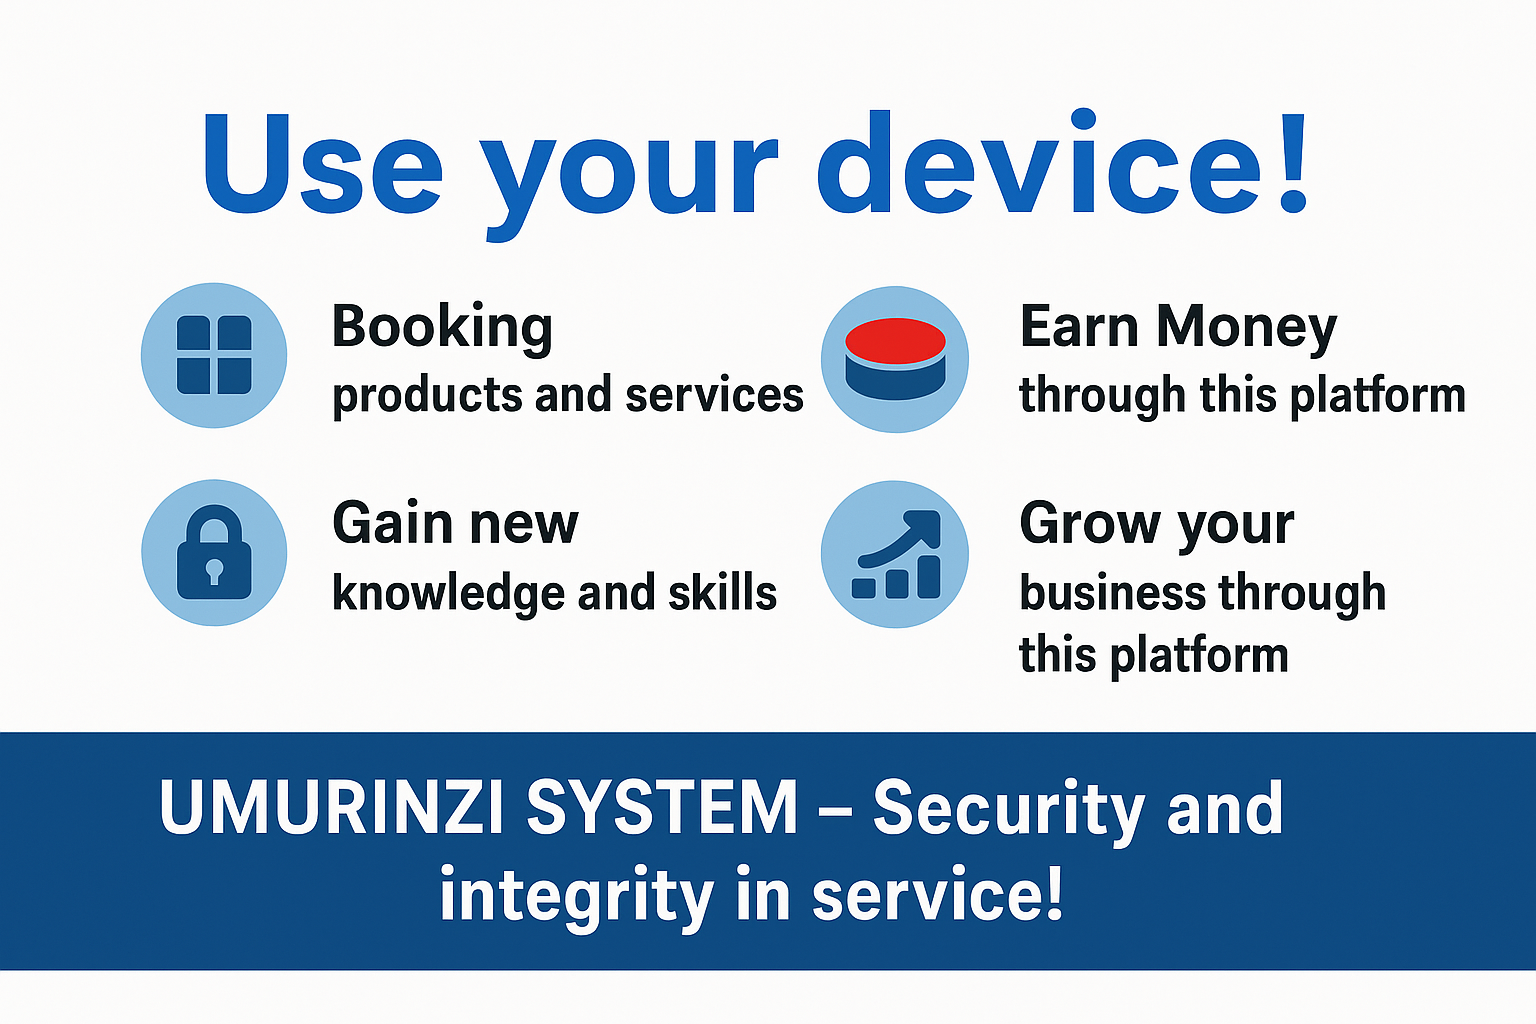 Use your device!
Booking
products and services
Earn Money
through this platform
Gain new
knowledge and skills
Grow your
business through
this platform
UMURINZI SYSTEM – Security and
integrity in service!